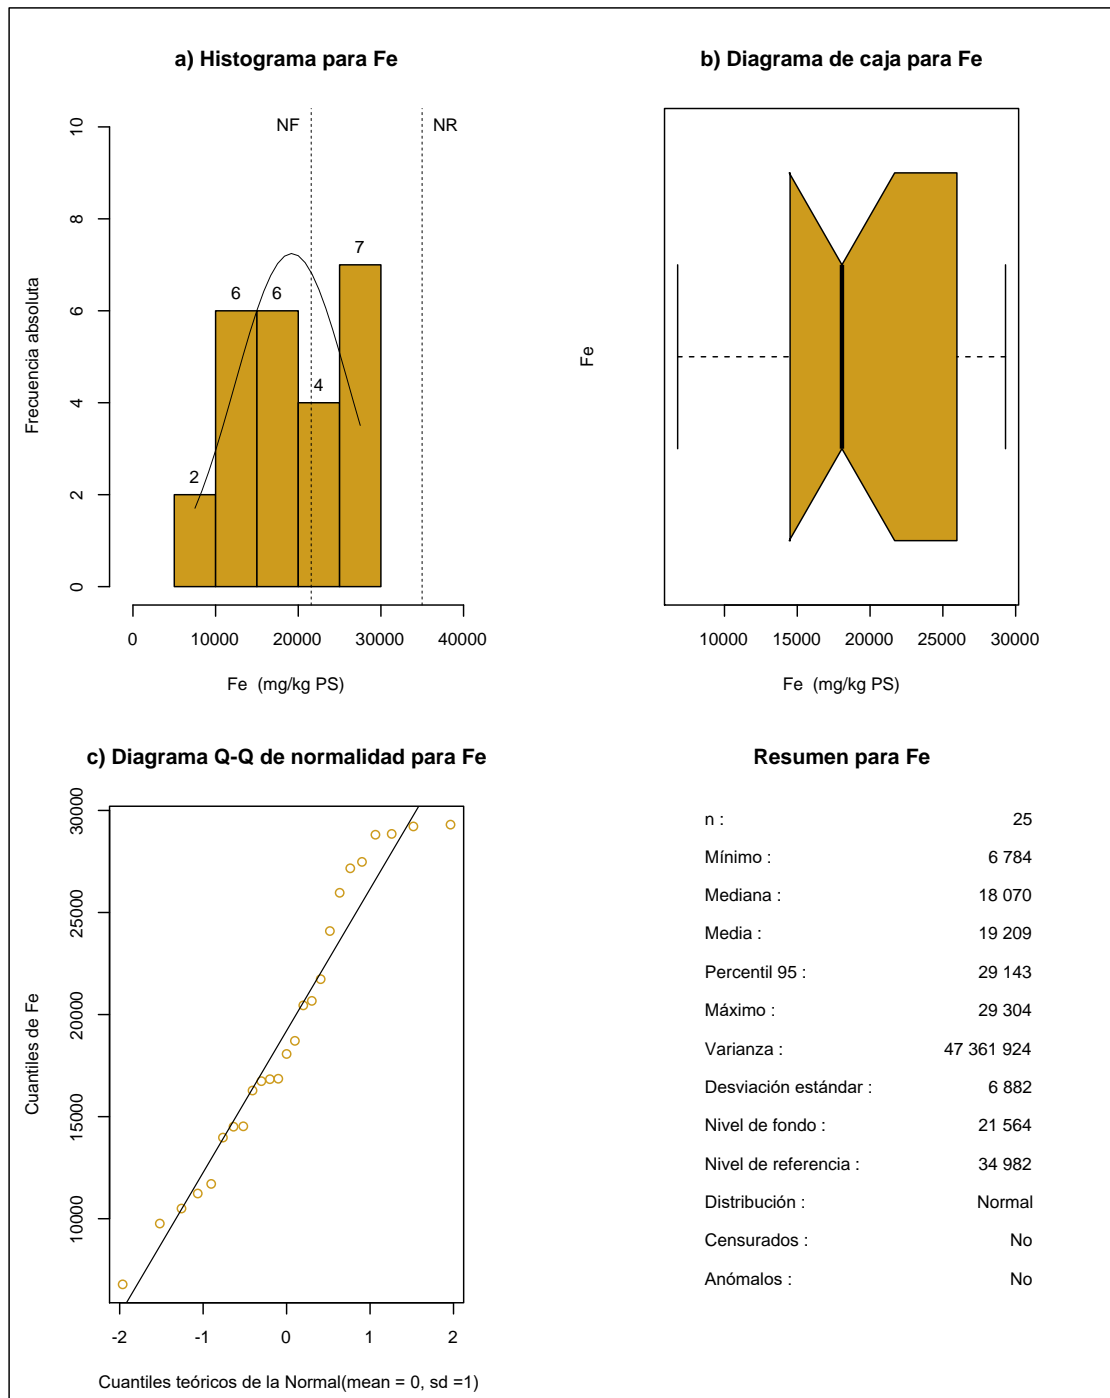 a) Histograma para Fe
NF
NR
Frecuencia absoluta
10
8
6
4
2
0
2
6
6
4
7
0
10000
20000
30000
40000
Fe (mg/kg PS)
b) Diagrama de caja para Fe
Fe
10000
15000
20000
25000
30000
Fe (mg/kg PS)
c) Diagrama Q-Q de normalidad para Fe
Cuantiles de Fe
30000
25000
20000
15000
10000
-2
-1
0
1
2
Cuantiles teóricos de la Normal(mean = 0, sd =1)
Resumen para Fe
n : 25
Mínimo : 6 784
Mediana : 18 070
Media : 19 209
Percentil 95 : 29 143
Máximo : 29 304
Varianza : 47 361 924
Desviación estándar : 6 882
Nivel de fondo : 21 564
Nivel de referencia : 34 982
Distribución : Normal
Censurados : No
Anómalos : No